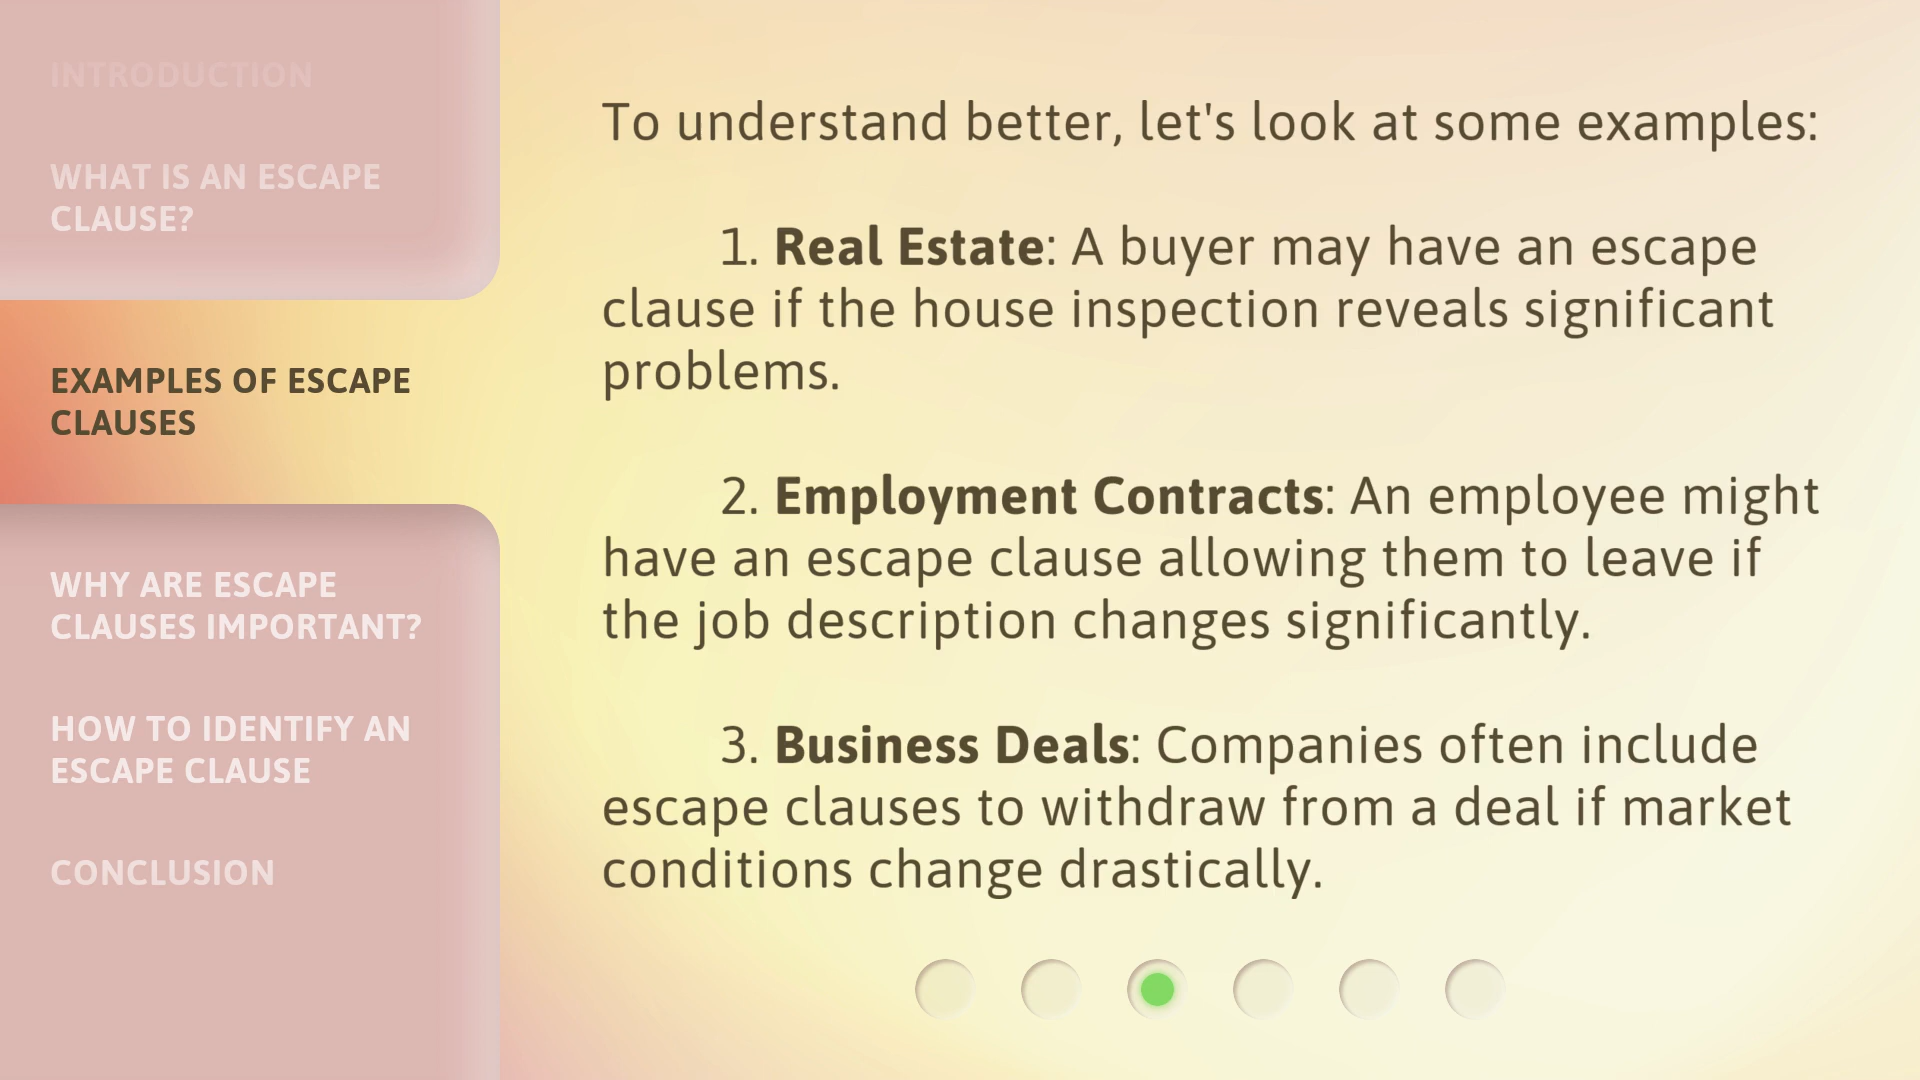 INTRODUCTION
WHAT IS AN ESCAPE
CLAUSE?
EXAMPLES OF ESCAPE
CLAUSES
WHY ARE ESCAPE
CLAUSES IMPORTANT?
HOW TO IDENTIFY AN
ESCAPE CLAUSE
CONCLUSION
To understand better, let's look at some examples:
1. Real Estate: A buyer may have an escape
clause if the house inspection reveals significant
problems.
2. Employment Contracts: An employee might
have an escape clause allowing them to leave if
the job description changes significantly.
3. Business Deals: Companies often include
escape clauses to withdraw from a deal if market
conditions change drastically.